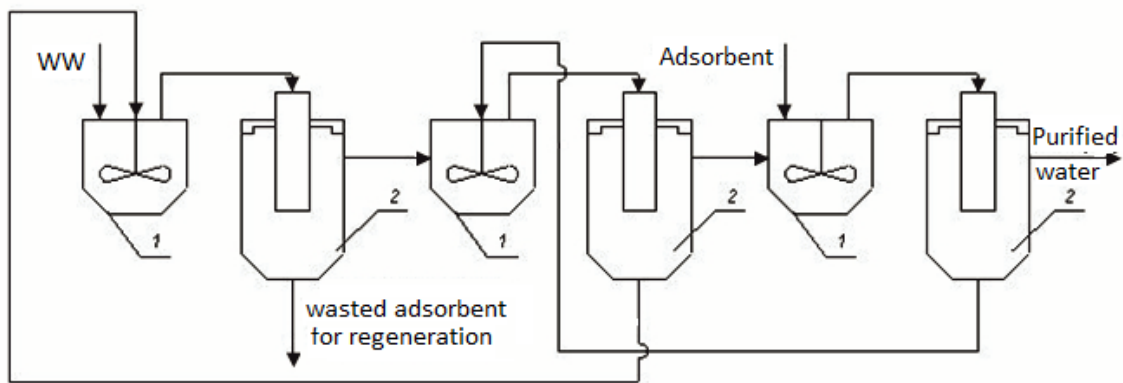 WW
Adsorbent
Purified
water
1
2
1
2
1
2
wasted adsorbent
for regeneration